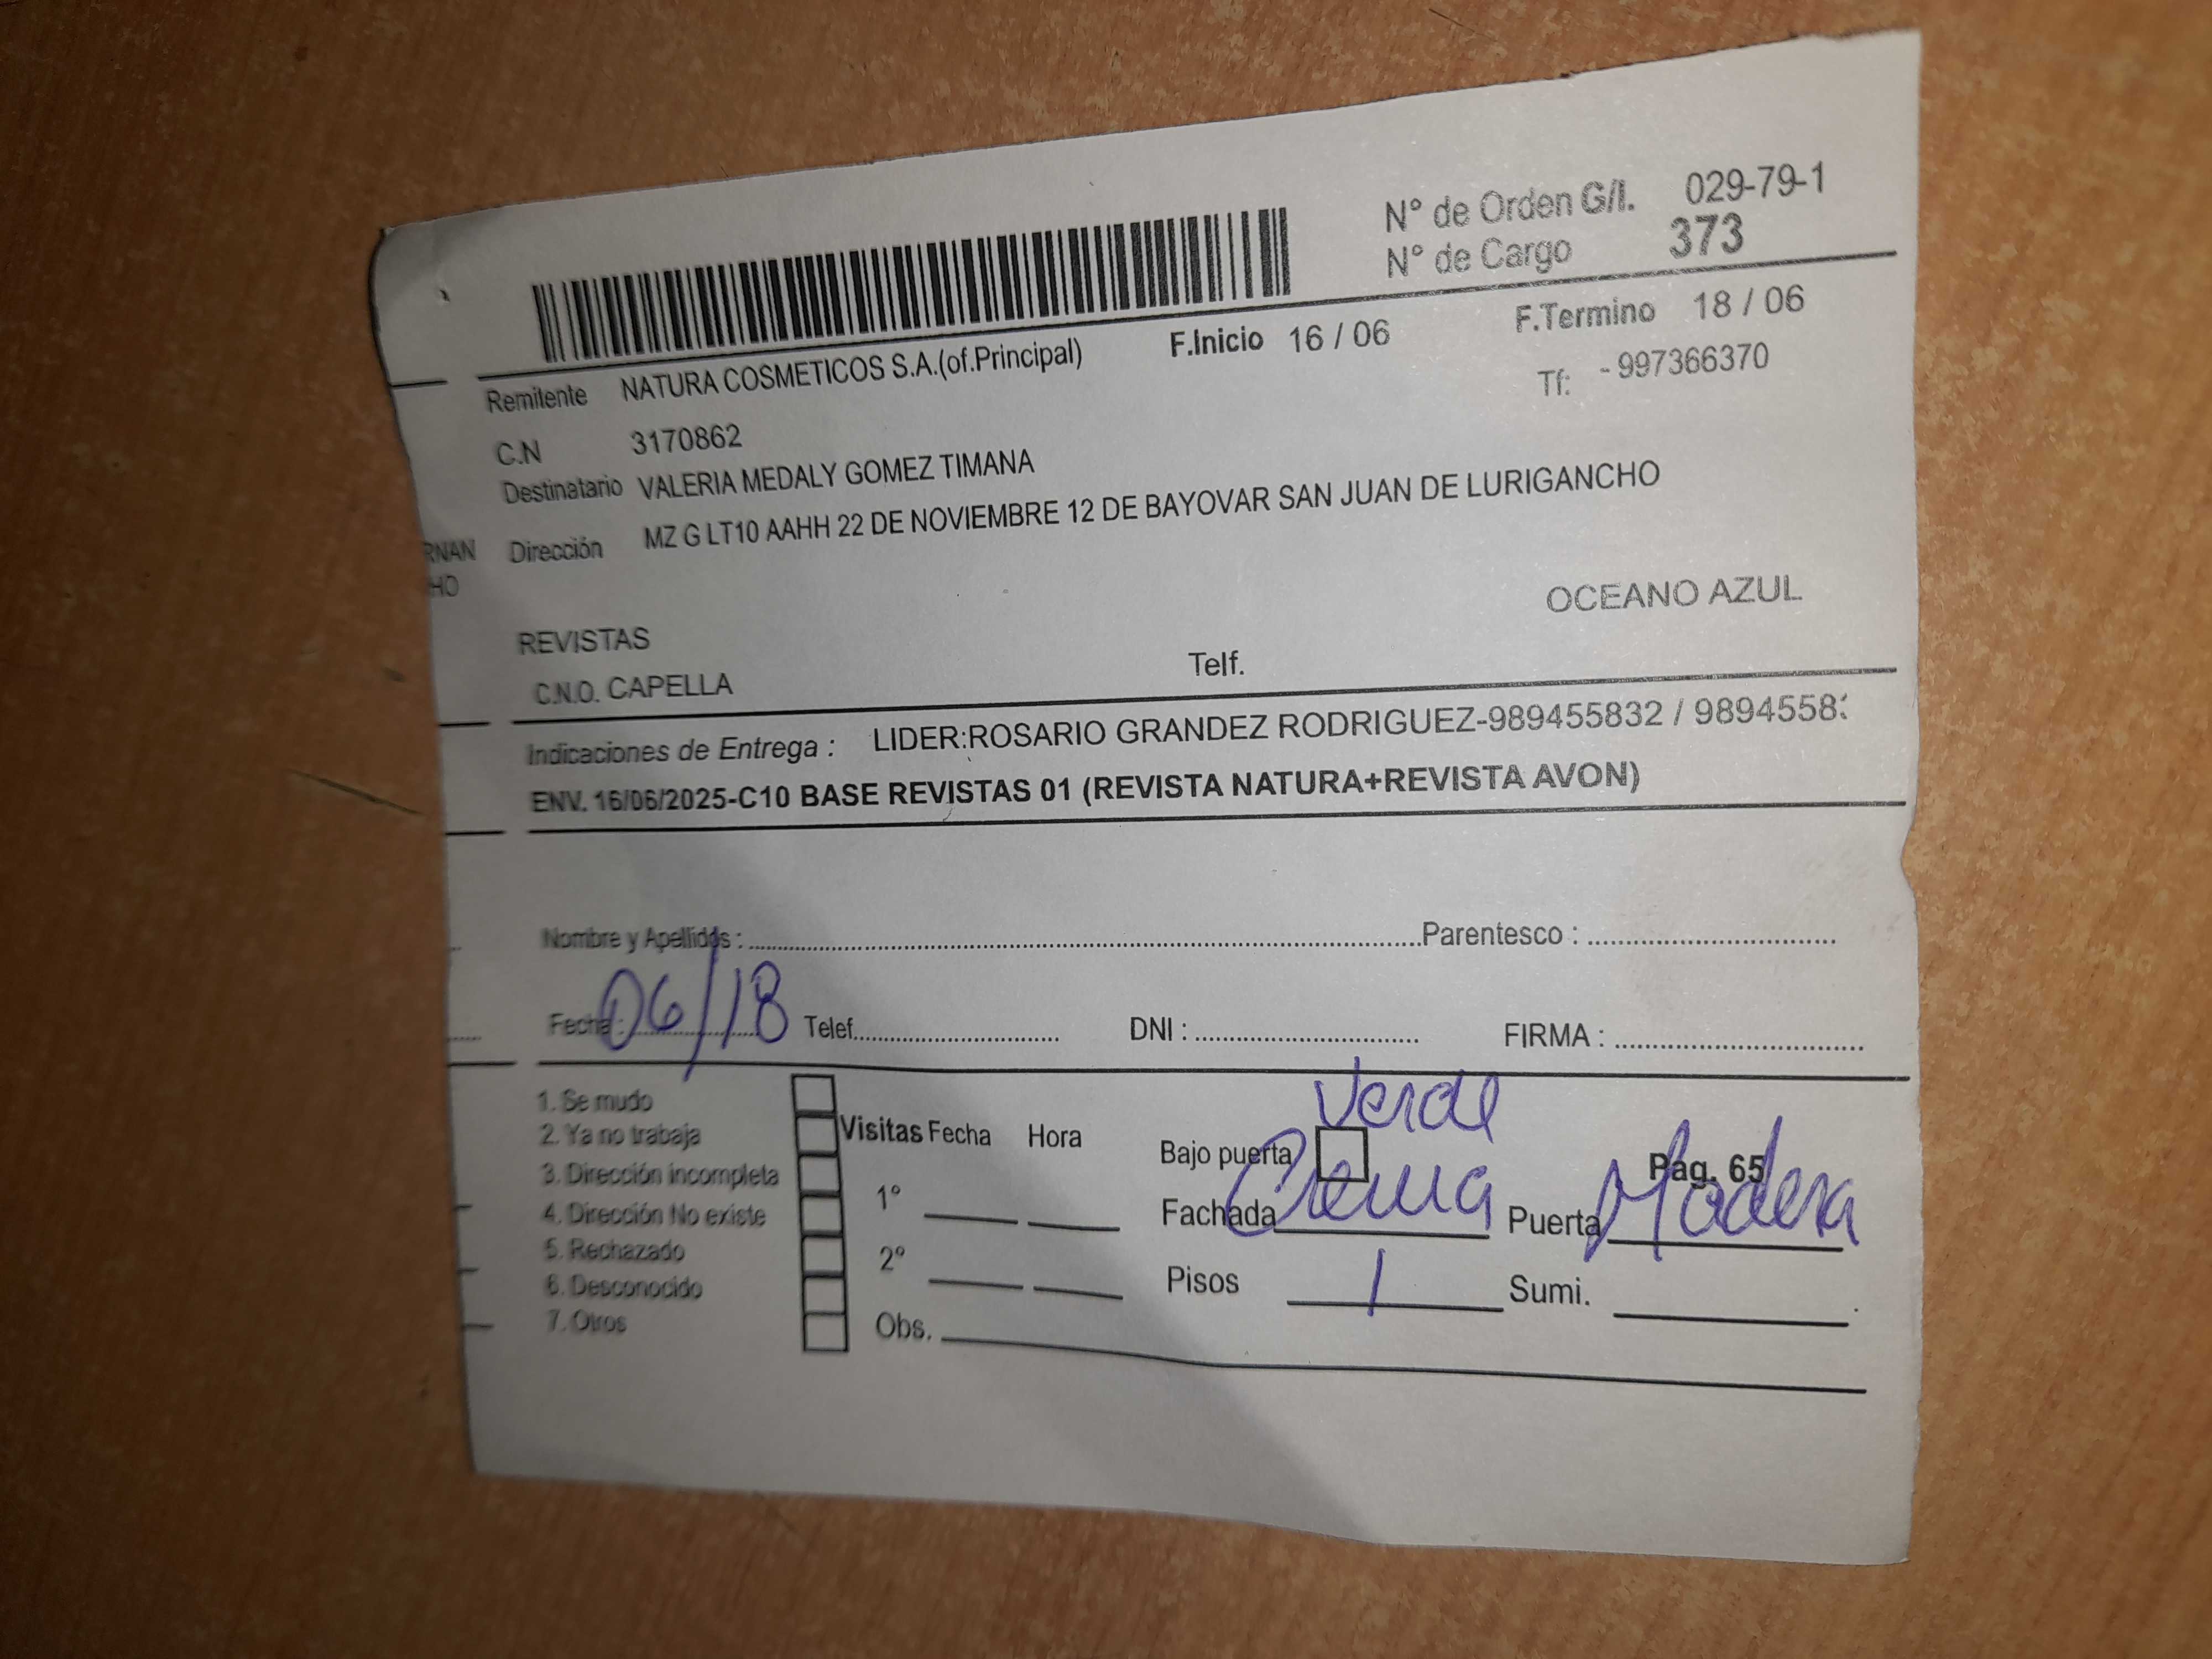 N° de Orden G/I. 029-79-1
N° de Cargo 373
F.Inicio 16 / 06 F.Termino 18 / 06
Remitente NATURA COSMETICOS S.A.(of.Principal) Tf: - 997366370
C.N 3170862
Destinatario VALERIA MEDALY GOMEZ TIMANA
Dirección MZ G LT10 AAHH 22 DE NOVIEMBRE 12 DE BAYOVAR SAN JUAN DE LURIGANCHO
RNAN
HO
OCEANO AZUL
REVISTAS
C.N.O. CAPELLA Telf.
Indicaciones de Entrega : LIDER:ROSARIO GRANDEZ RODRIGUEZ-989455832 / 98945583
ENV. 16/06/2025-C10 BASE REVISTAS 01 (REVISTA NATURA+REVISTA AVON)
Nombre y Apellidos : Parentesco :
Fecha : 06/18 Telef. DNI : FIRMA :
1. Se mudo
2. Ya no trabaja
3. Dirección incompleta
4. Dirección No existe
5. Rechazado
6. Desconocido
7. Otros
Visitas Fecha Hora
1°
2°
Obs.
Verde
Bajo puerta Pág. 65
Fachada Crema Puerta Madera
Pisos 1 Sumi.